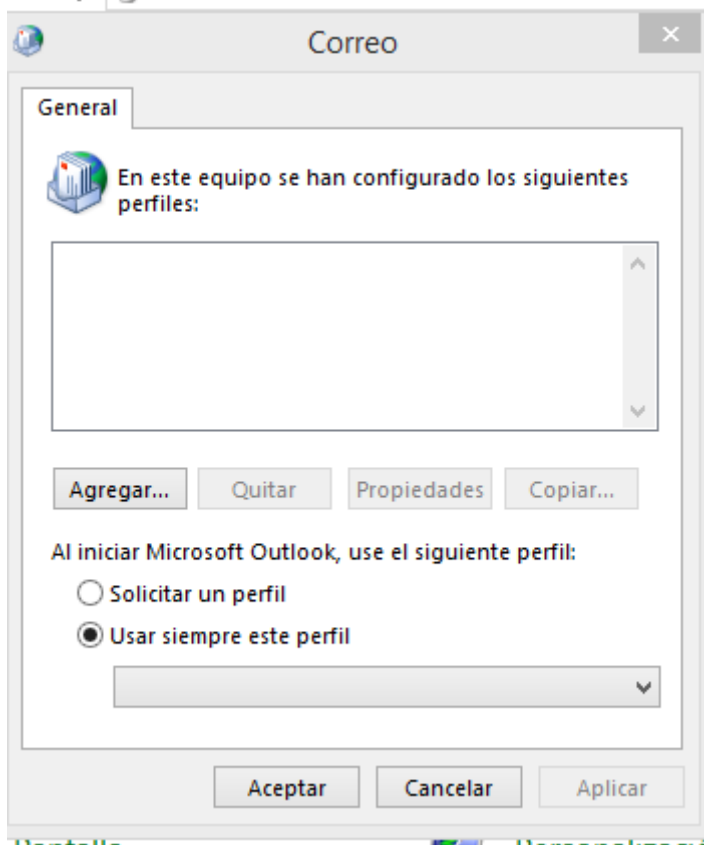 Correo
General
En este equipo se han configurado los siguientes
perfiles:
Agregar...
Quitar
Propiedades
Copiar...
Al iniciar Microsoft Outlook, use el siguiente perfil:
Solicitar un perfil
Usar siempre este perfil
Aceptar
Cancelar
Aplicar